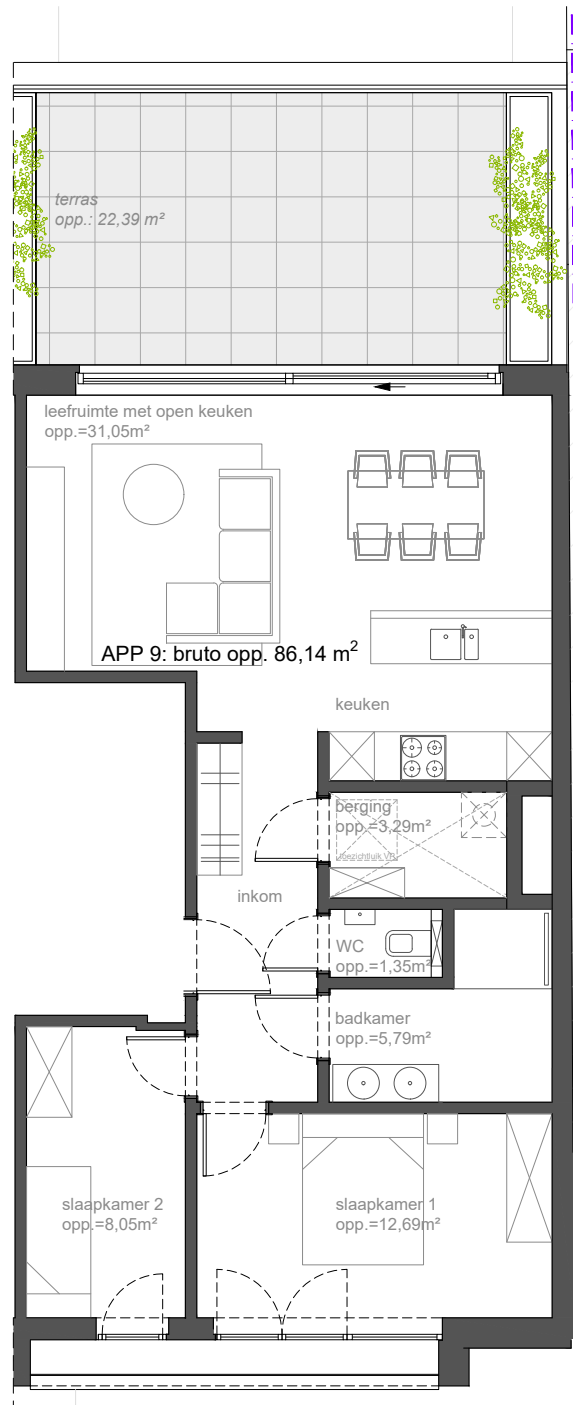 terras
opp.: 22,39 m²
leefruimte met open keuken
opp.=31,05m²
APP 9: bruto opp. 86,14 m²
keuken
berging
opp.=3,29m²
toezichtluik VR
inkom
WC
opp.=1,35m²
badkamer
opp.=5,79m²
slaapkamer 2
opp.=8,05m²
slaapkamer 1
opp.=12,69m²